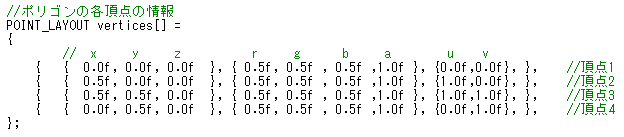 //ポリゴンの各頂点の情報
POINT_LAYOUT vertices[] =
{
// x y z r g b a u v
{ { 0.0f, 0.0f, 0.0f }, { 0.5f, 0.5f , 0.5f ,1.0f }, {0.0f,0.0f}, }, //頂点1
{ { 0.5f, 0.0f, 0.0f }, { 0.5f, 0.5f , 0.5f ,1.0f }, {1.0f,0.0f}, }, //頂点2
{ { 0.5f, 0.5f, 0.0f }, { 0.5f, 0.5f , 0.5f ,1.0f }, {1.0f,1.0f}, }, //頂点3
{ { 0.0f, 0.5f, 0.0f }, { 0.5f, 0.5f , 0.5f ,1.0f }, {0.0f,1.0f}, }, //頂点4
};